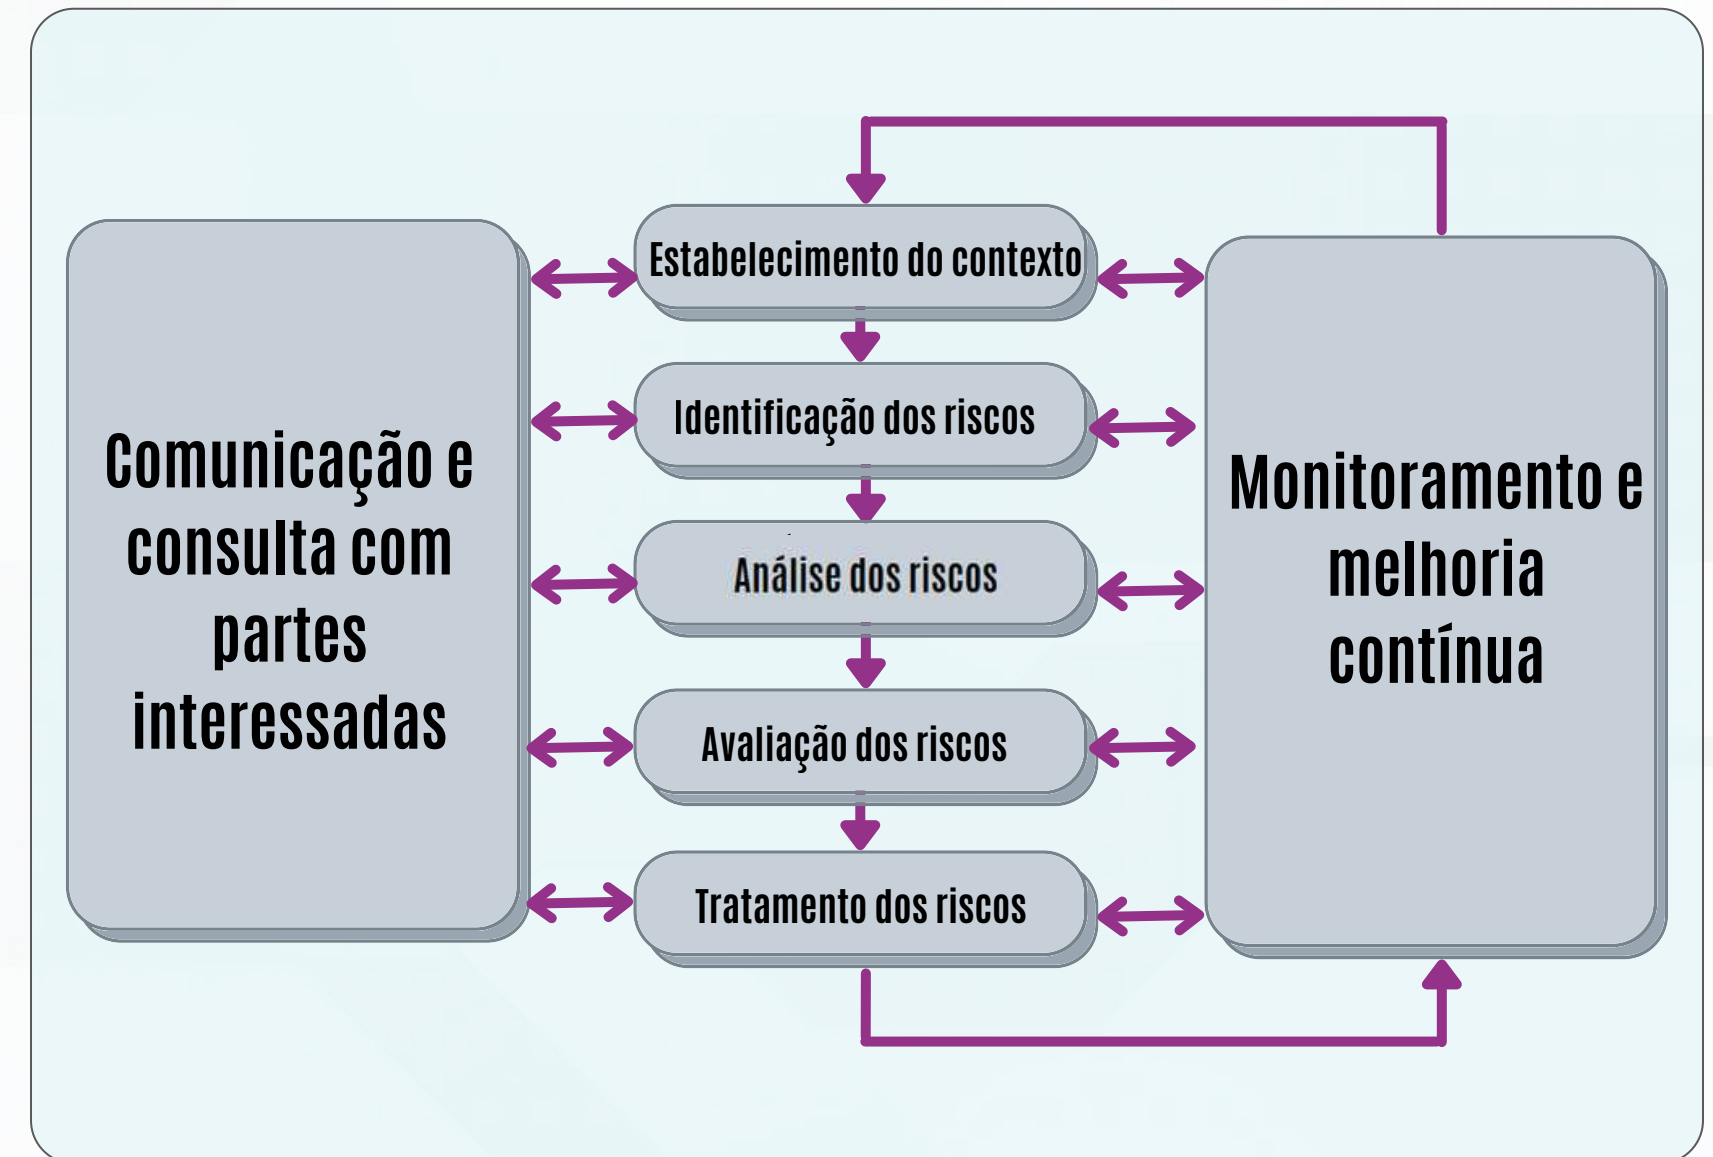 Comunicação e
consulta com
partes
interessadas
Estabelecimento do contexto
Identificação dos riscos
Análise dos riscos
Avaliação dos riscos
Tratamento dos riscos
Monitoramento e
melhoria
contínua